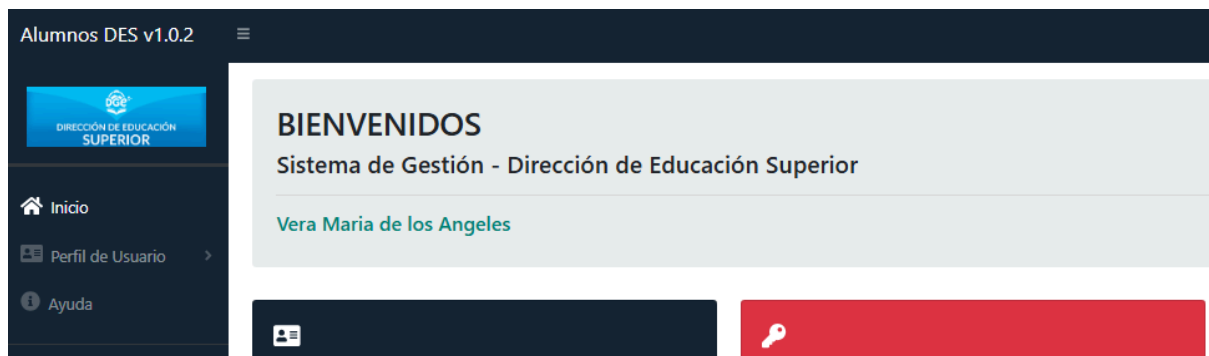 Alumnos DES v1.0.2
DGE
DIRECCIÓN DE EDUCACIÓN
SUPERIOR
Inicio
Perfil de Usuario
Ayuda
BIENVENIDOS
Sistema de Gestión - Dirección de Educación Superior
Vera Maria de los Angeles